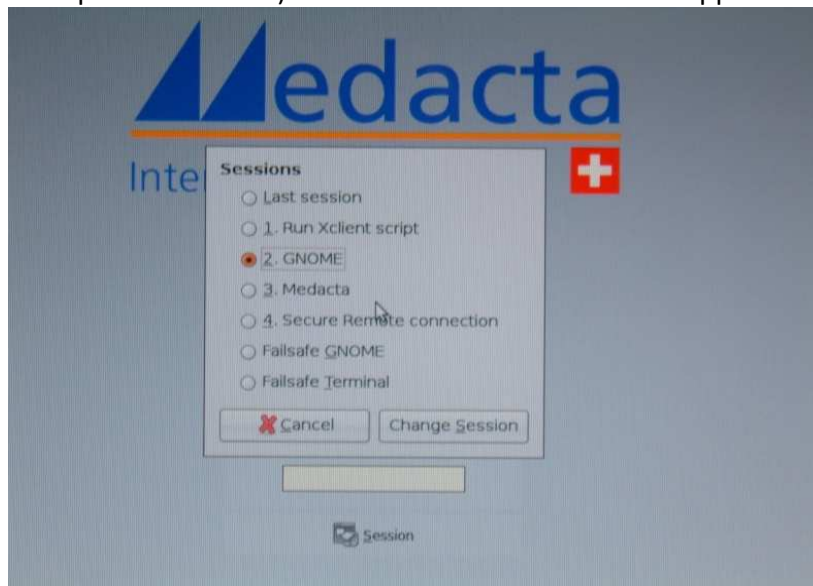 Medacta
Inte
Sessions
Last session
1. Run Xclient script
2. GNOME
3. Medacta
4. Secure Remote connection
Failsafe GNOME
Failsafe Terminal
Cancel
Change Session
Session